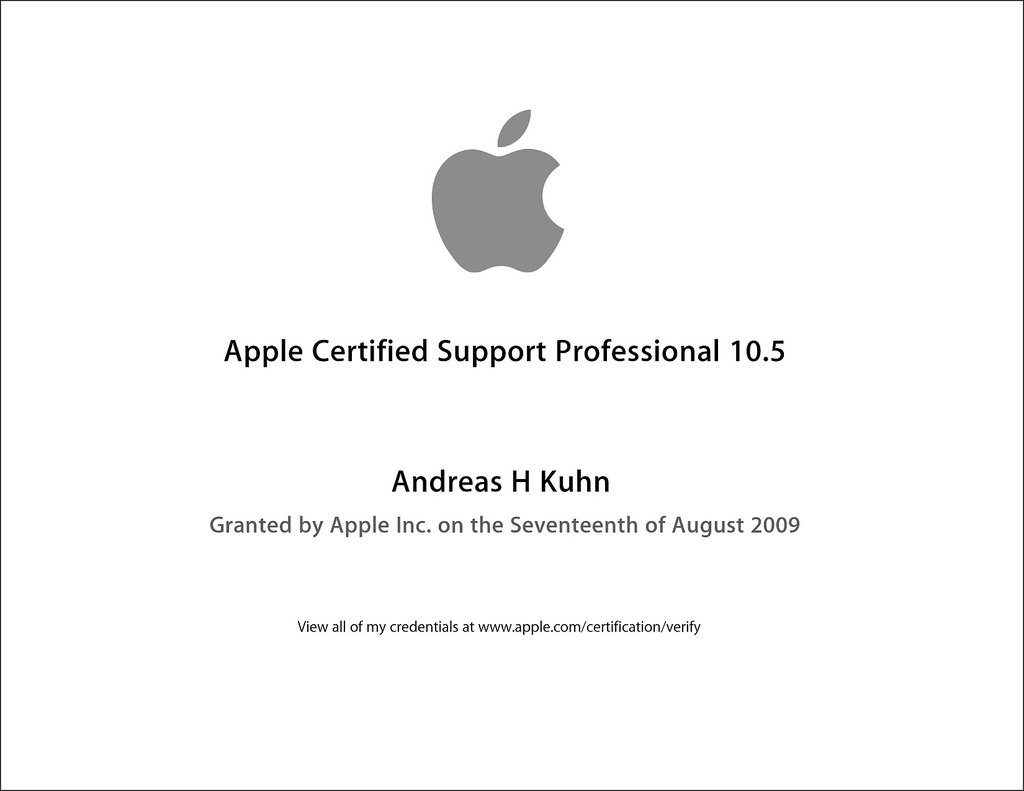 Apple Certified Support Professional 10.5
Andreas H Kuhn
Granted by Apple Inc. on the Seventeenth of August 2009
View all of my credentials at www.apple.com/certification/verify